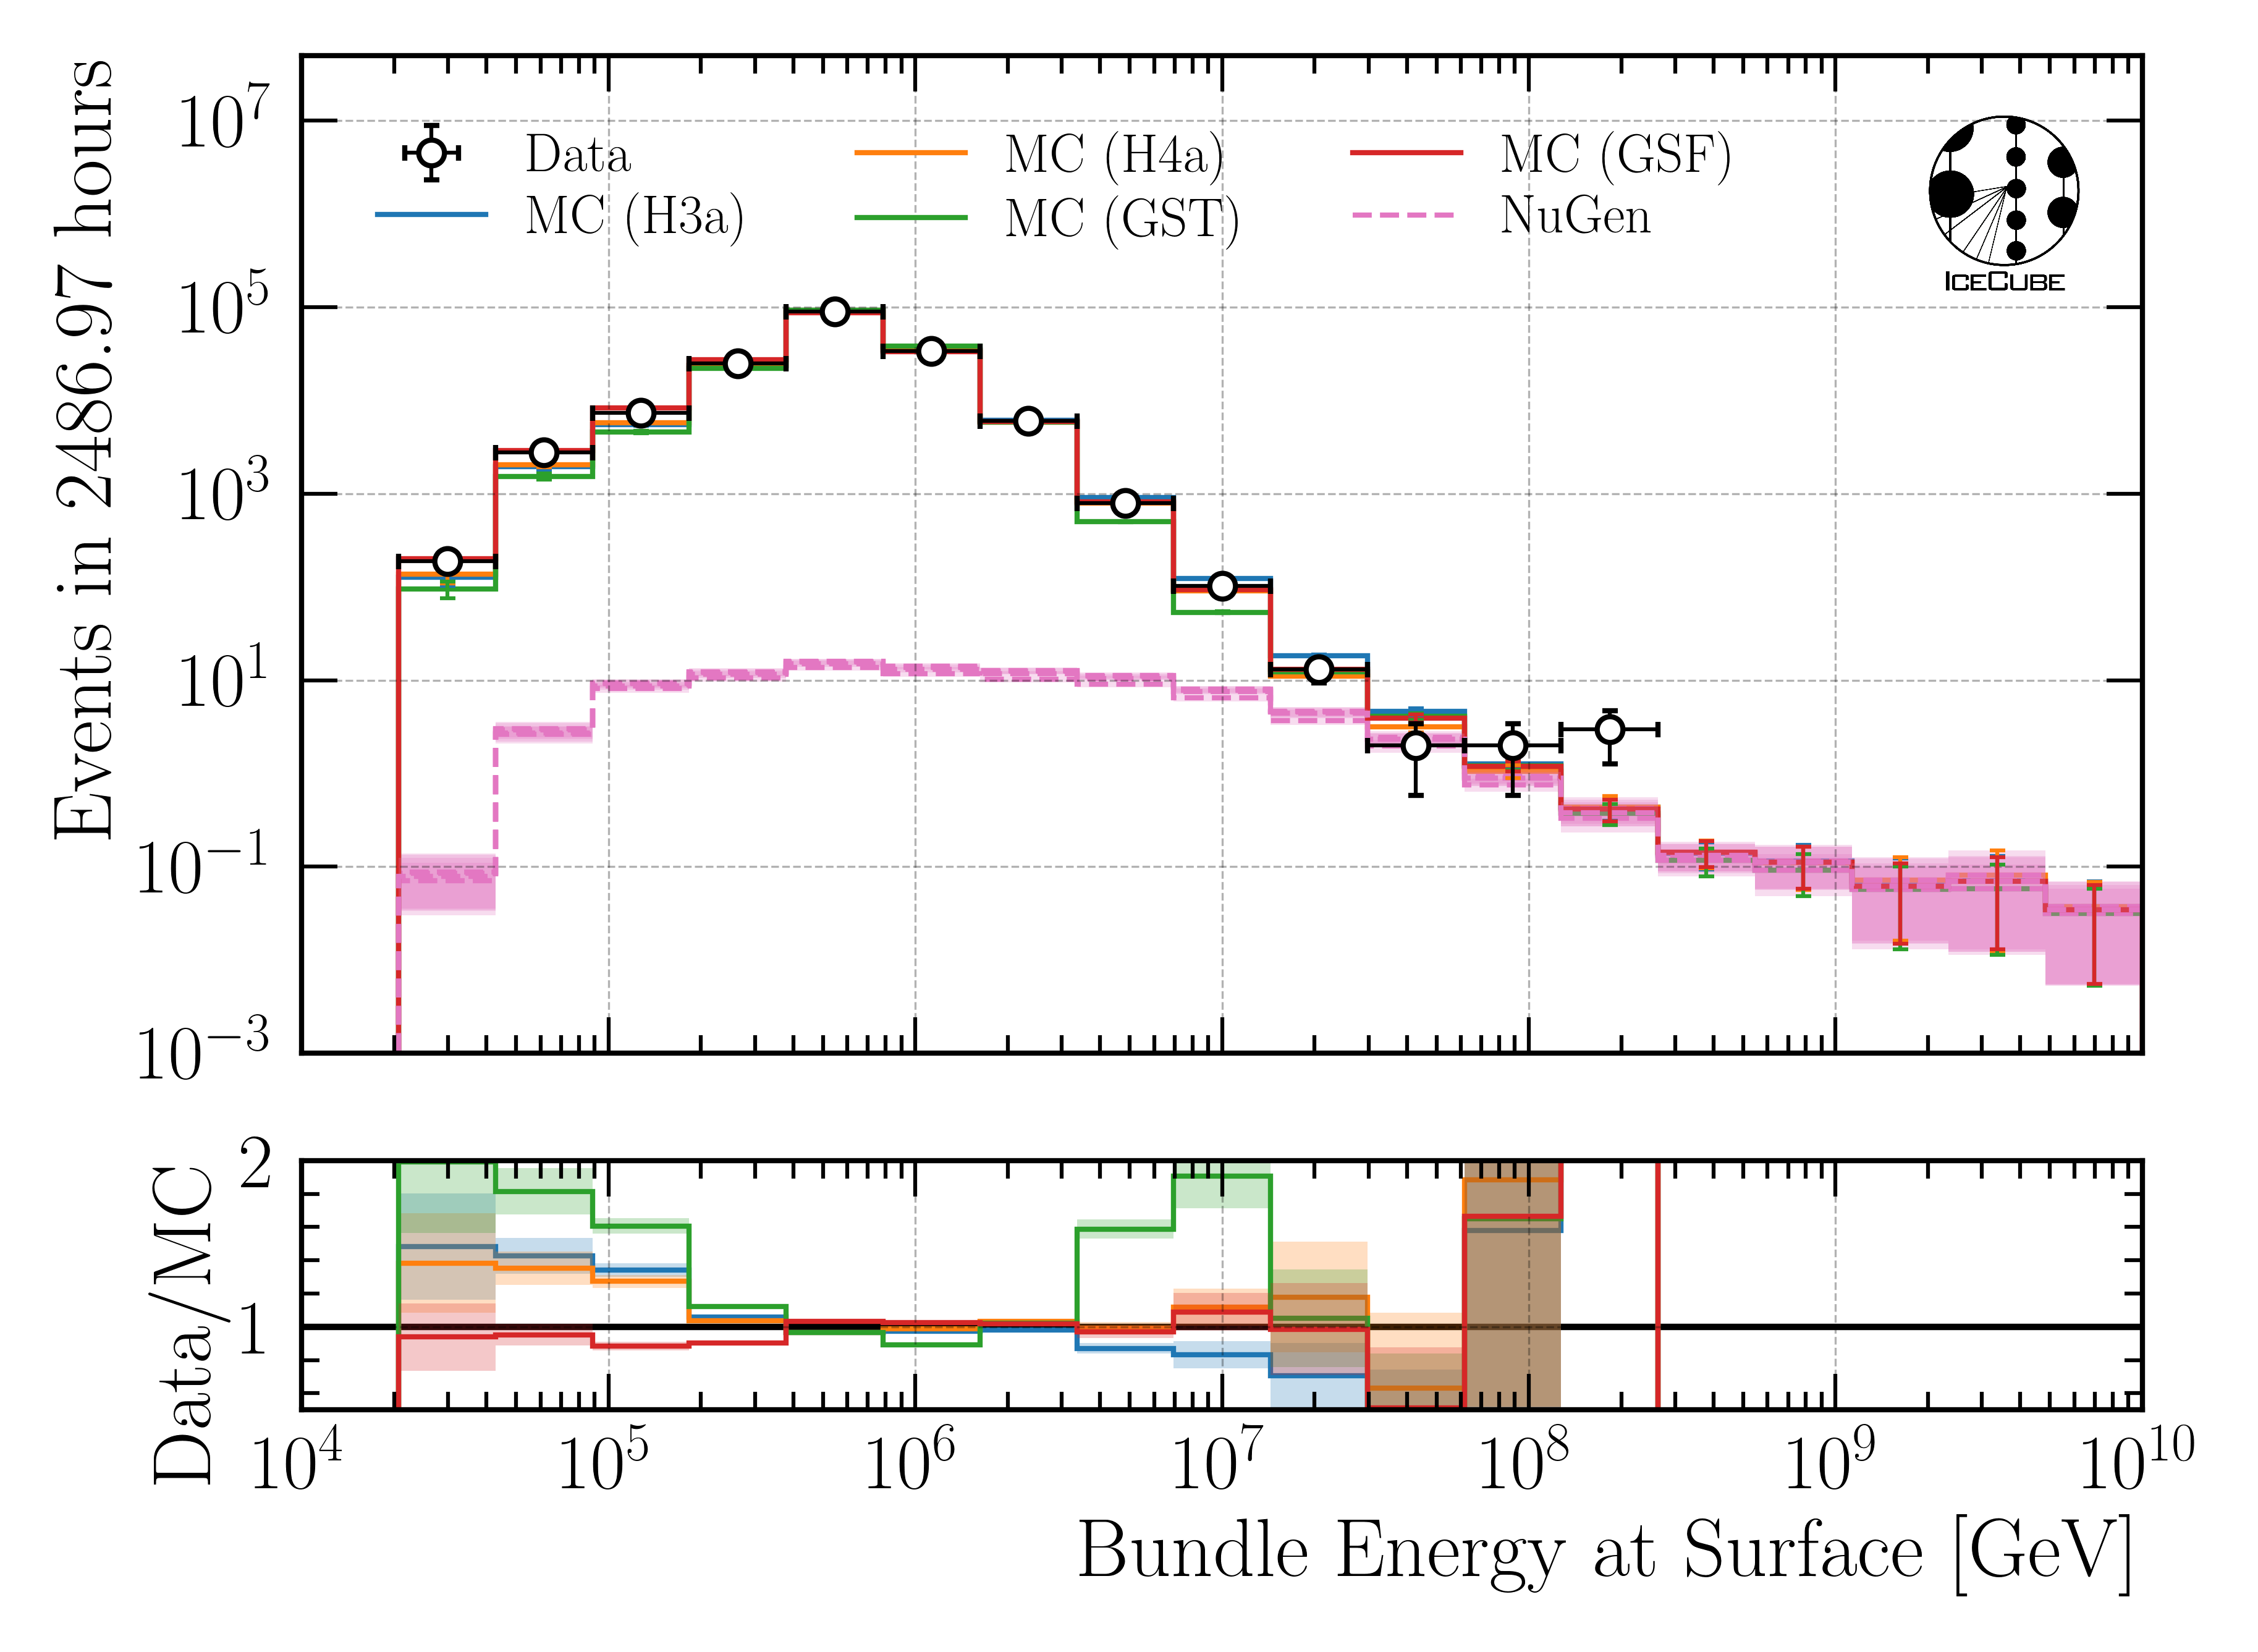 Events in 2486.97 hours
10^7
10^5
10^3
10^1
10^−1
10^−3
Data
MC (H3a)
MC (H4a)
MC (GST)
MC (GSF)
NuGen
ICECUBE
Data/MC
2
1
10^4 10^5 10^6 10^7 10^8 10^9 10^10
Bundle Energy at Surface [GeV]